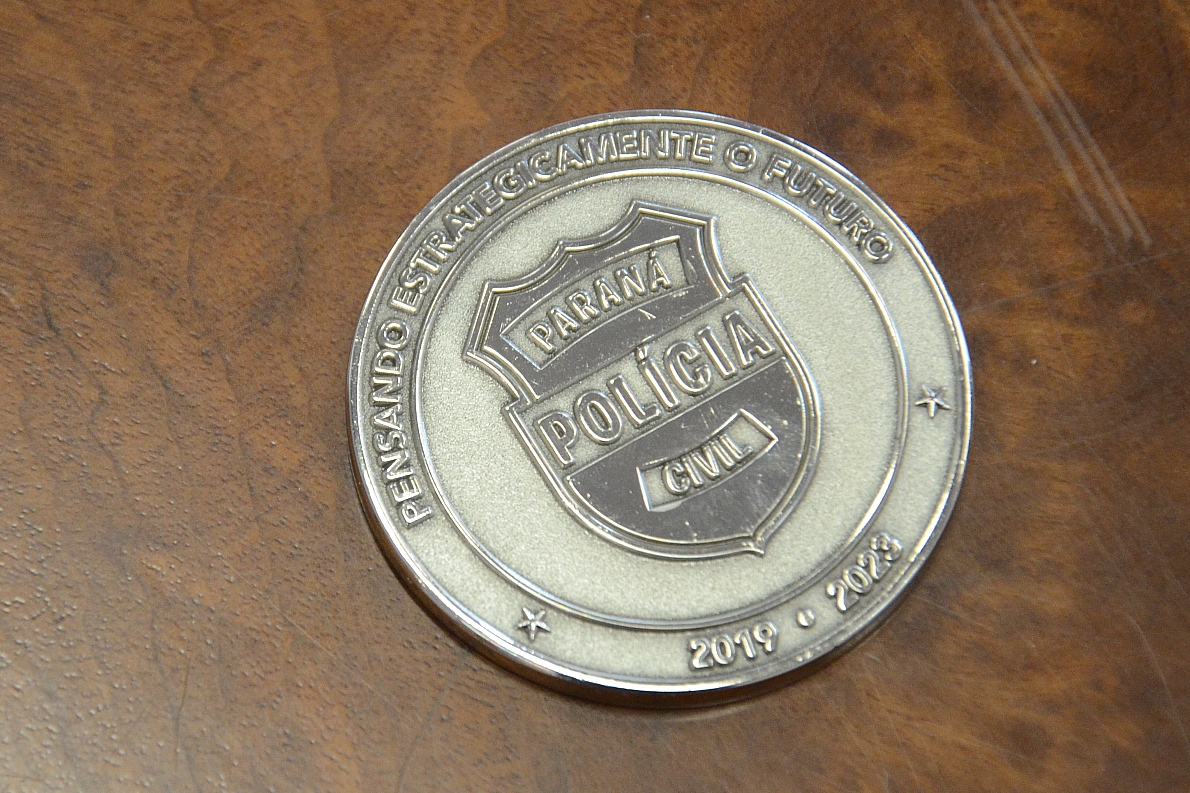 PENSANDO ESTRATEGICAMENTE O FUTURO
PARANÁ
POLÍCIA
CIVIL
2019 • 2023